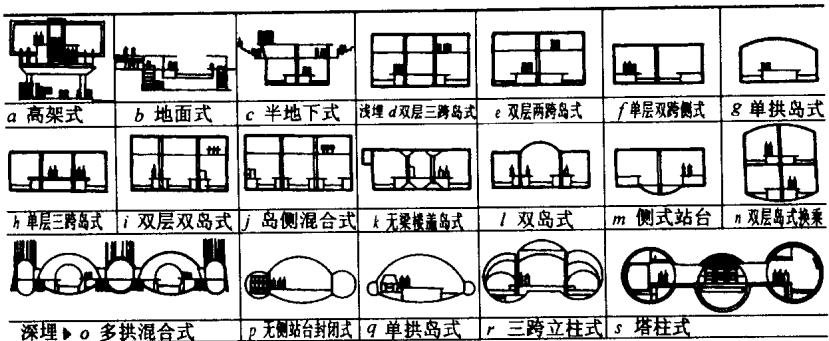 a 高架式 b 地面式 c 半地下式 浅埋 d 双层三跨岛式 e 双层两跨岛式 f 单层双跨侧式 g 单拱岛式
h 单层三跨岛式 i 双层双岛式 j 岛侧混合式 k 无梁楼盖岛式 l 双岛式 m 侧式站台 n 双层岛式换乘
深埋 o 多拱混合式 p 无侧站台封闭式 q 单拱岛式 r 三跨立柱式 s 塔柱式